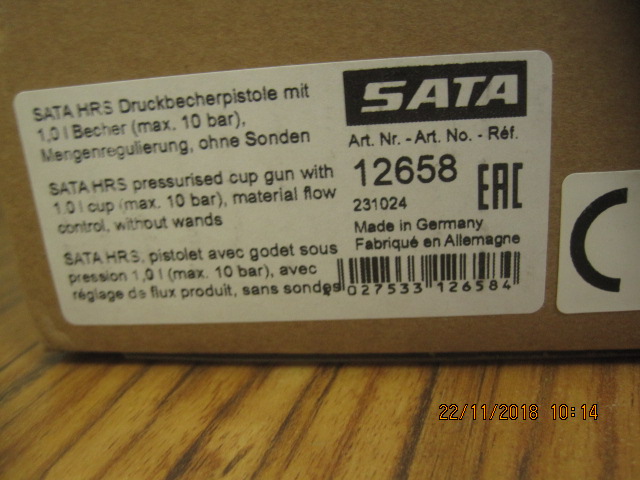 SATA HRS Druckbecherpistole mit
1,0 l Becher (max. 10 bar),
Mengenregulierung, ohne Sonden
SATA HRS pressurised cup gun with
1.0 l cup (max. 10 bar), material flow
control, without wands
SATA HRS, pistolet avec godet sous
pression 1,0 l (max. 10 bar), avec
réglage de flux produit, sans sondes
SATA
Art. Nr. - Art. No. - Réf.
12658
231024
EAC
Made in Germany
Fabriqué en Allemagne
4 027533 126584
C
22/11/2018 10:14